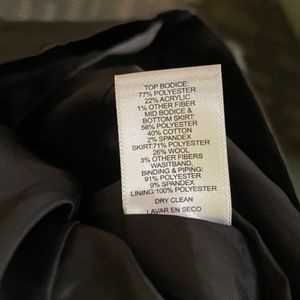 TOP BODICE:
77% POLYESTER
22% ACRYLIC
1% OTHER FIBER
MID BODICE &
BOTTOM SKIRT:
58% POLYESTER
40% COTTON
2% SPANDEX
SKIRT:71% POLYESTER
26% WOOL
3% OTHER FIBERS
WASITBAND,
BINDING & PIPING:
91% POLYESTER
9% SPANDEX
LINING:100% POLYESTER
DRY CLEAN
LAVAR EN SECO